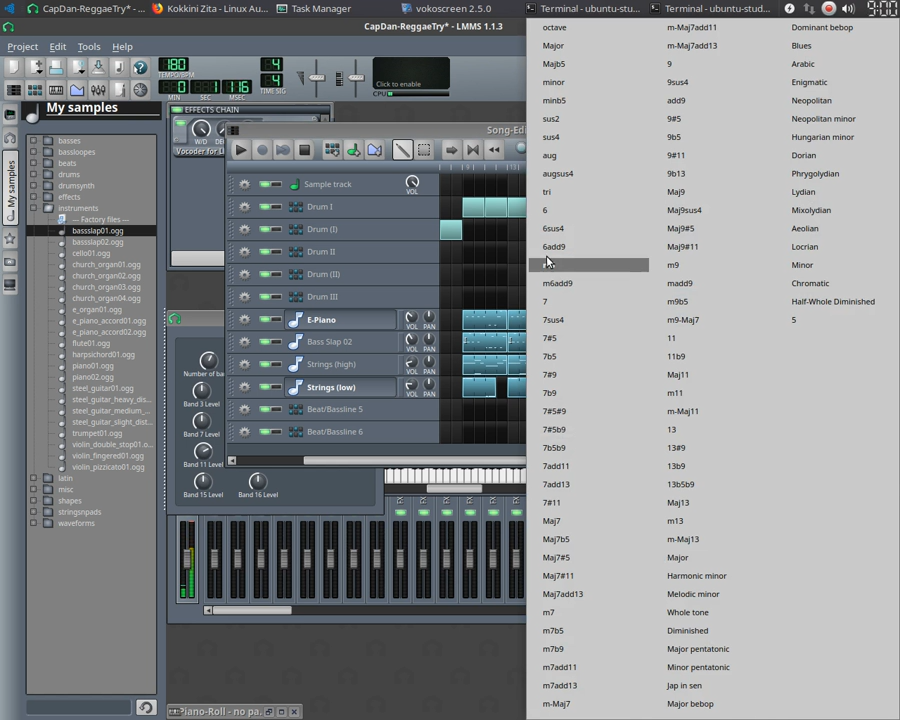 CapDan-ReggaeTry* - ...
Kokkini Zita - Linux Au...
Task Manager
vokoscreen 2.5.0
Terminal - ubuntu-stu...
Terminal - ubuntu-stud...
9:00
CapDan-ReggaeTry* - LMMS 1.1.3
Project Edit Tools Help
180
TEMPO/BPM
0
MIN
1
SEC
116
MSEC
4
4
TIME SIG
Click to enable
CPU
My samples
My samples
basses
bassloopes
beats
drums
drumsynth
effects
instruments
--- Factory files ---
bassslap01.ogg
bassslap02.ogg
cello01.ogg
church_organ01.ogg
church_organ02.ogg
church_organ03.ogg
church_organ04.ogg
e_organ01.ogg
e_piano_accord01.ogg
e_piano_accord02.ogg
flute01.ogg
harpsichord01.ogg
piano01.ogg
piano02.ogg
steel_guitar01.ogg
steel_guitar_heavy_dis...
steel_guitar_medium_...
steel_guitar_slight_dist...
trumpet01.ogg
violin_double_stop01.o...
violin_fingered01.ogg
violin_pizzicato01.ogg
latin
misc
shapes
stringsnpads
waveforms
EFFECTS CHAIN
W/D
Vocoder for L
Song-Edi
Sample track
VOL
Drum I
Drum (I)
Drum II
Drum (II)
Drum III
E-Piano
VOL PAN
Bass Slap 02
VOL PAN
Strings (high)
VOL PAN
Strings (low)
VOL PAN
Beat/Bassline 5
Beat/Bassline 6
Number of ba
Band 3 Level
Band 7 Level
Band 11 Level
Band 15 Level
Band 16 Level
Piano-Roll - no pa...
octave
Major
Majb5
minor
minb5
sus2
sus4
aug
augsus4
tri
6
6sus4
6add9
m6add9
7
7sus4
7#5
7b5
7#9
7b9
7#5#9
7#5b9
7b5b9
7add11
7add13
7#11
Maj7
Maj7b5
Maj7#5
Maj7#11
Maj7add13
m7
m7b5
m7b9
m7add11
m7add13
m-Maj7
m-Maj7add11
m-Maj7add13
9
9sus4
add9
9#5
9b5
9#11
9b13
Maj9
Maj9sus4
Maj9#5
Maj9#11
m9
madd9
m9b5
m9-Maj7
11
11b9
Maj11
m11
m-Maj11
13
13#9
13b9
13b5b9
Maj13
m13
m-Maj13
Major
Harmonic minor
Melodic minor
Whole tone
Diminished
Major pentatonic
Minor pentatonic
Jap in sen
Major bebop
Dominant bebop
Blues
Arabic
Enigmatic
Neopolitan
Neopolitan minor
Hungarian minor
Dorian
Phrygolydian
Lydian
Mixolydian
Aeolian
Locrian
Minor
Chromatic
Half-Whole Diminished
5